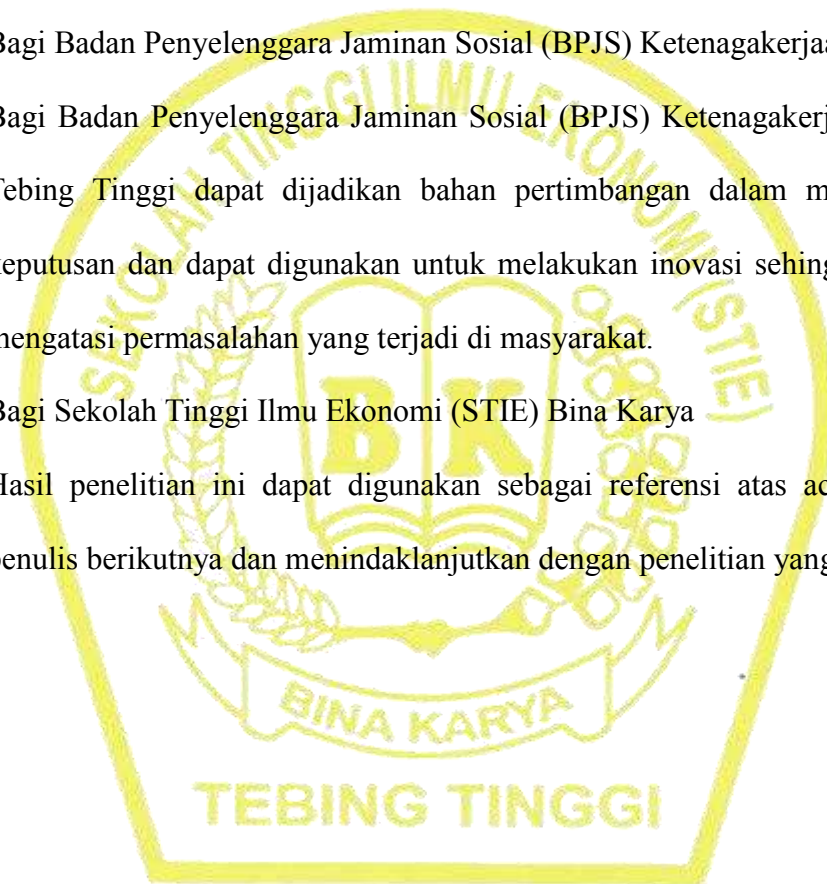 Bagi Badan Penyelenggara Jaminan Sosial (BPJS) Ketenagakerjaa
Bagi Badan Penyelenggara Jaminan Sosial (BPJS) Ketenagakerj
Tebing Tinggi dapat dijadikan bahan pertimbangan dalam m
keputusan dan dapat digunakan untuk melakukan inovasi sehing
mengatasi permasalahan yang terjadi di masyarakat.
Bagi Sekolah Tinggi Ilmu Ekonomi (STIE) Bina Karya
Hasil penelitian ini dapat digunakan sebagai referensi atas ac
penulis berikutnya dan menindaklanjutkan dengan penelitian yang
SEKOLAH TINGGI ILMU EKONOMI (STIE)
BK
BINA KARYA
TEBING TINGGI